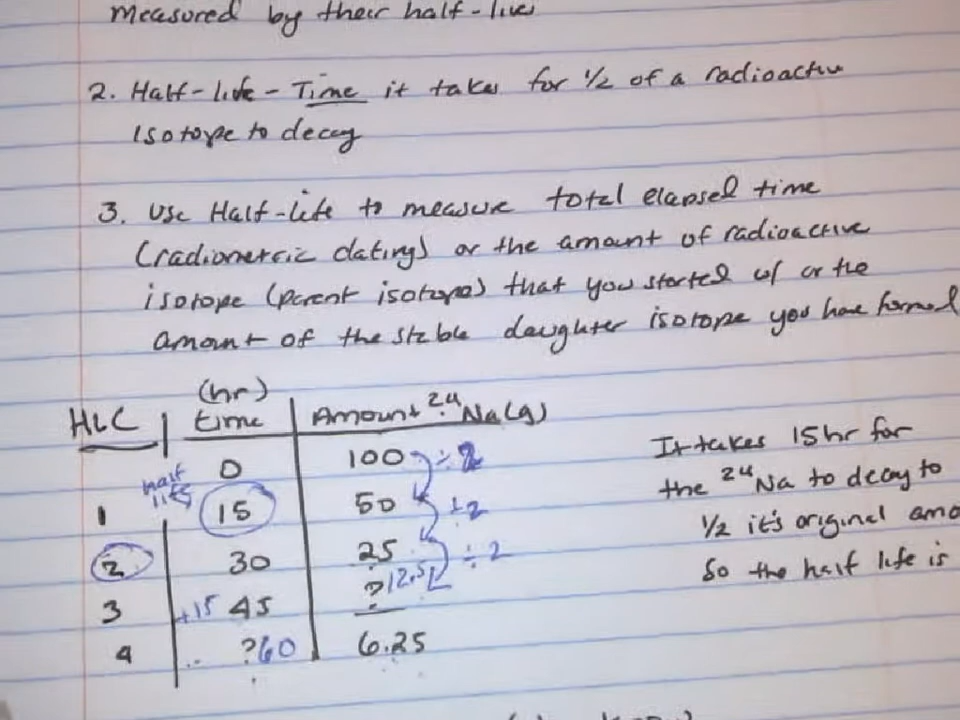 measured by their half-lives
2. Half-life - Time it takes for 1/2 of a radioactive
isotope to decay
3. Use Half-life to measure total elapsed time
(radiometric dating) or the amount of radioactive
isotope (parent isotope) that you started w/ or the
amount of the stable daughter isotope you have formed
(hr)
HLC time Amount ²⁴Na(g)
0 100 ÷2
1 half life 15 50 ÷2
2 30 25 ÷2
3 +15 45 ? 12.5
4 ?60 6.25
It takes 15hr for
the ²⁴Na to decay to
1/2 it's original amo
So the half life is